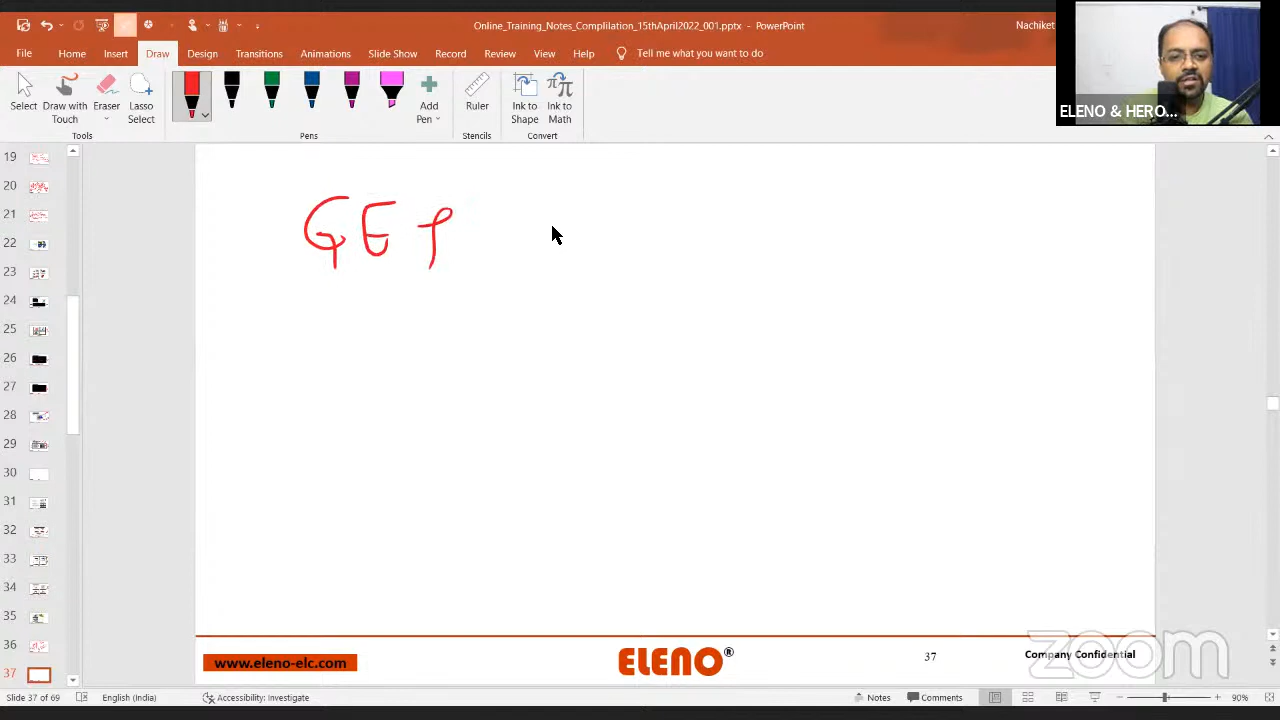 Online_Training_Notes_Complilation_15thApril2022_001.pptx - PowerPoint
Nachiket
File Home Insert Draw Design Transitions Animations Slide Show Record Review View Help Tell me what you want to do
Select
Draw with Touch
Eraser
Lasso Select
Add Pen
Ruler
Ink to Shape
Ink to Math
Tools
Pens
Stencils
Convert
ELENO & HERO...
19
20
21
22
23
24
25
26
27
28
29
30
31
32
33
34
35
36
37
GEP
www.eleno-elc.com
ELENO®
37
Company Confidential
zoom
Slide 37 of 69
English (India)
Accessibility: Investigate
Notes
Comments
90%